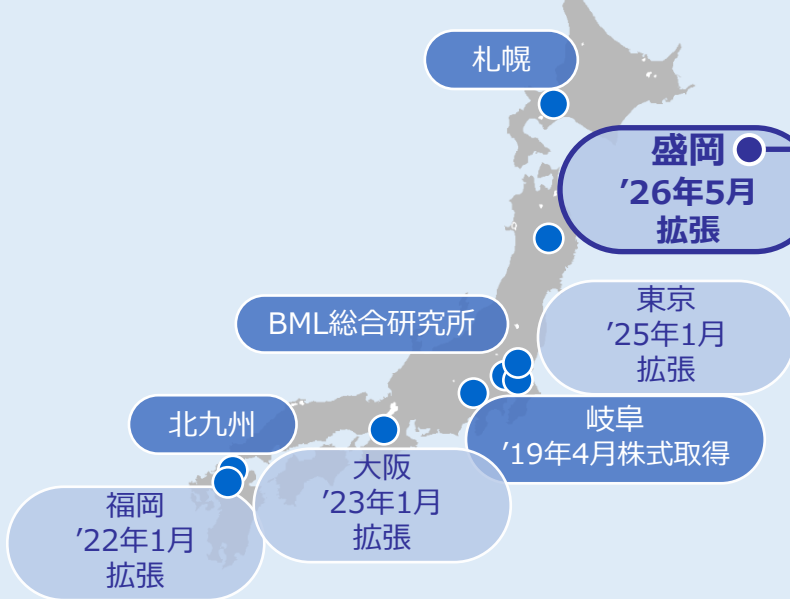 札幌
盛岡
’26年5月
拡張
BML総合研究所
東京
’25年1月
拡張
北九州
岐阜
’19年4月株式取得
大阪
’23年1月
拡張
福岡
’22年1月
拡張